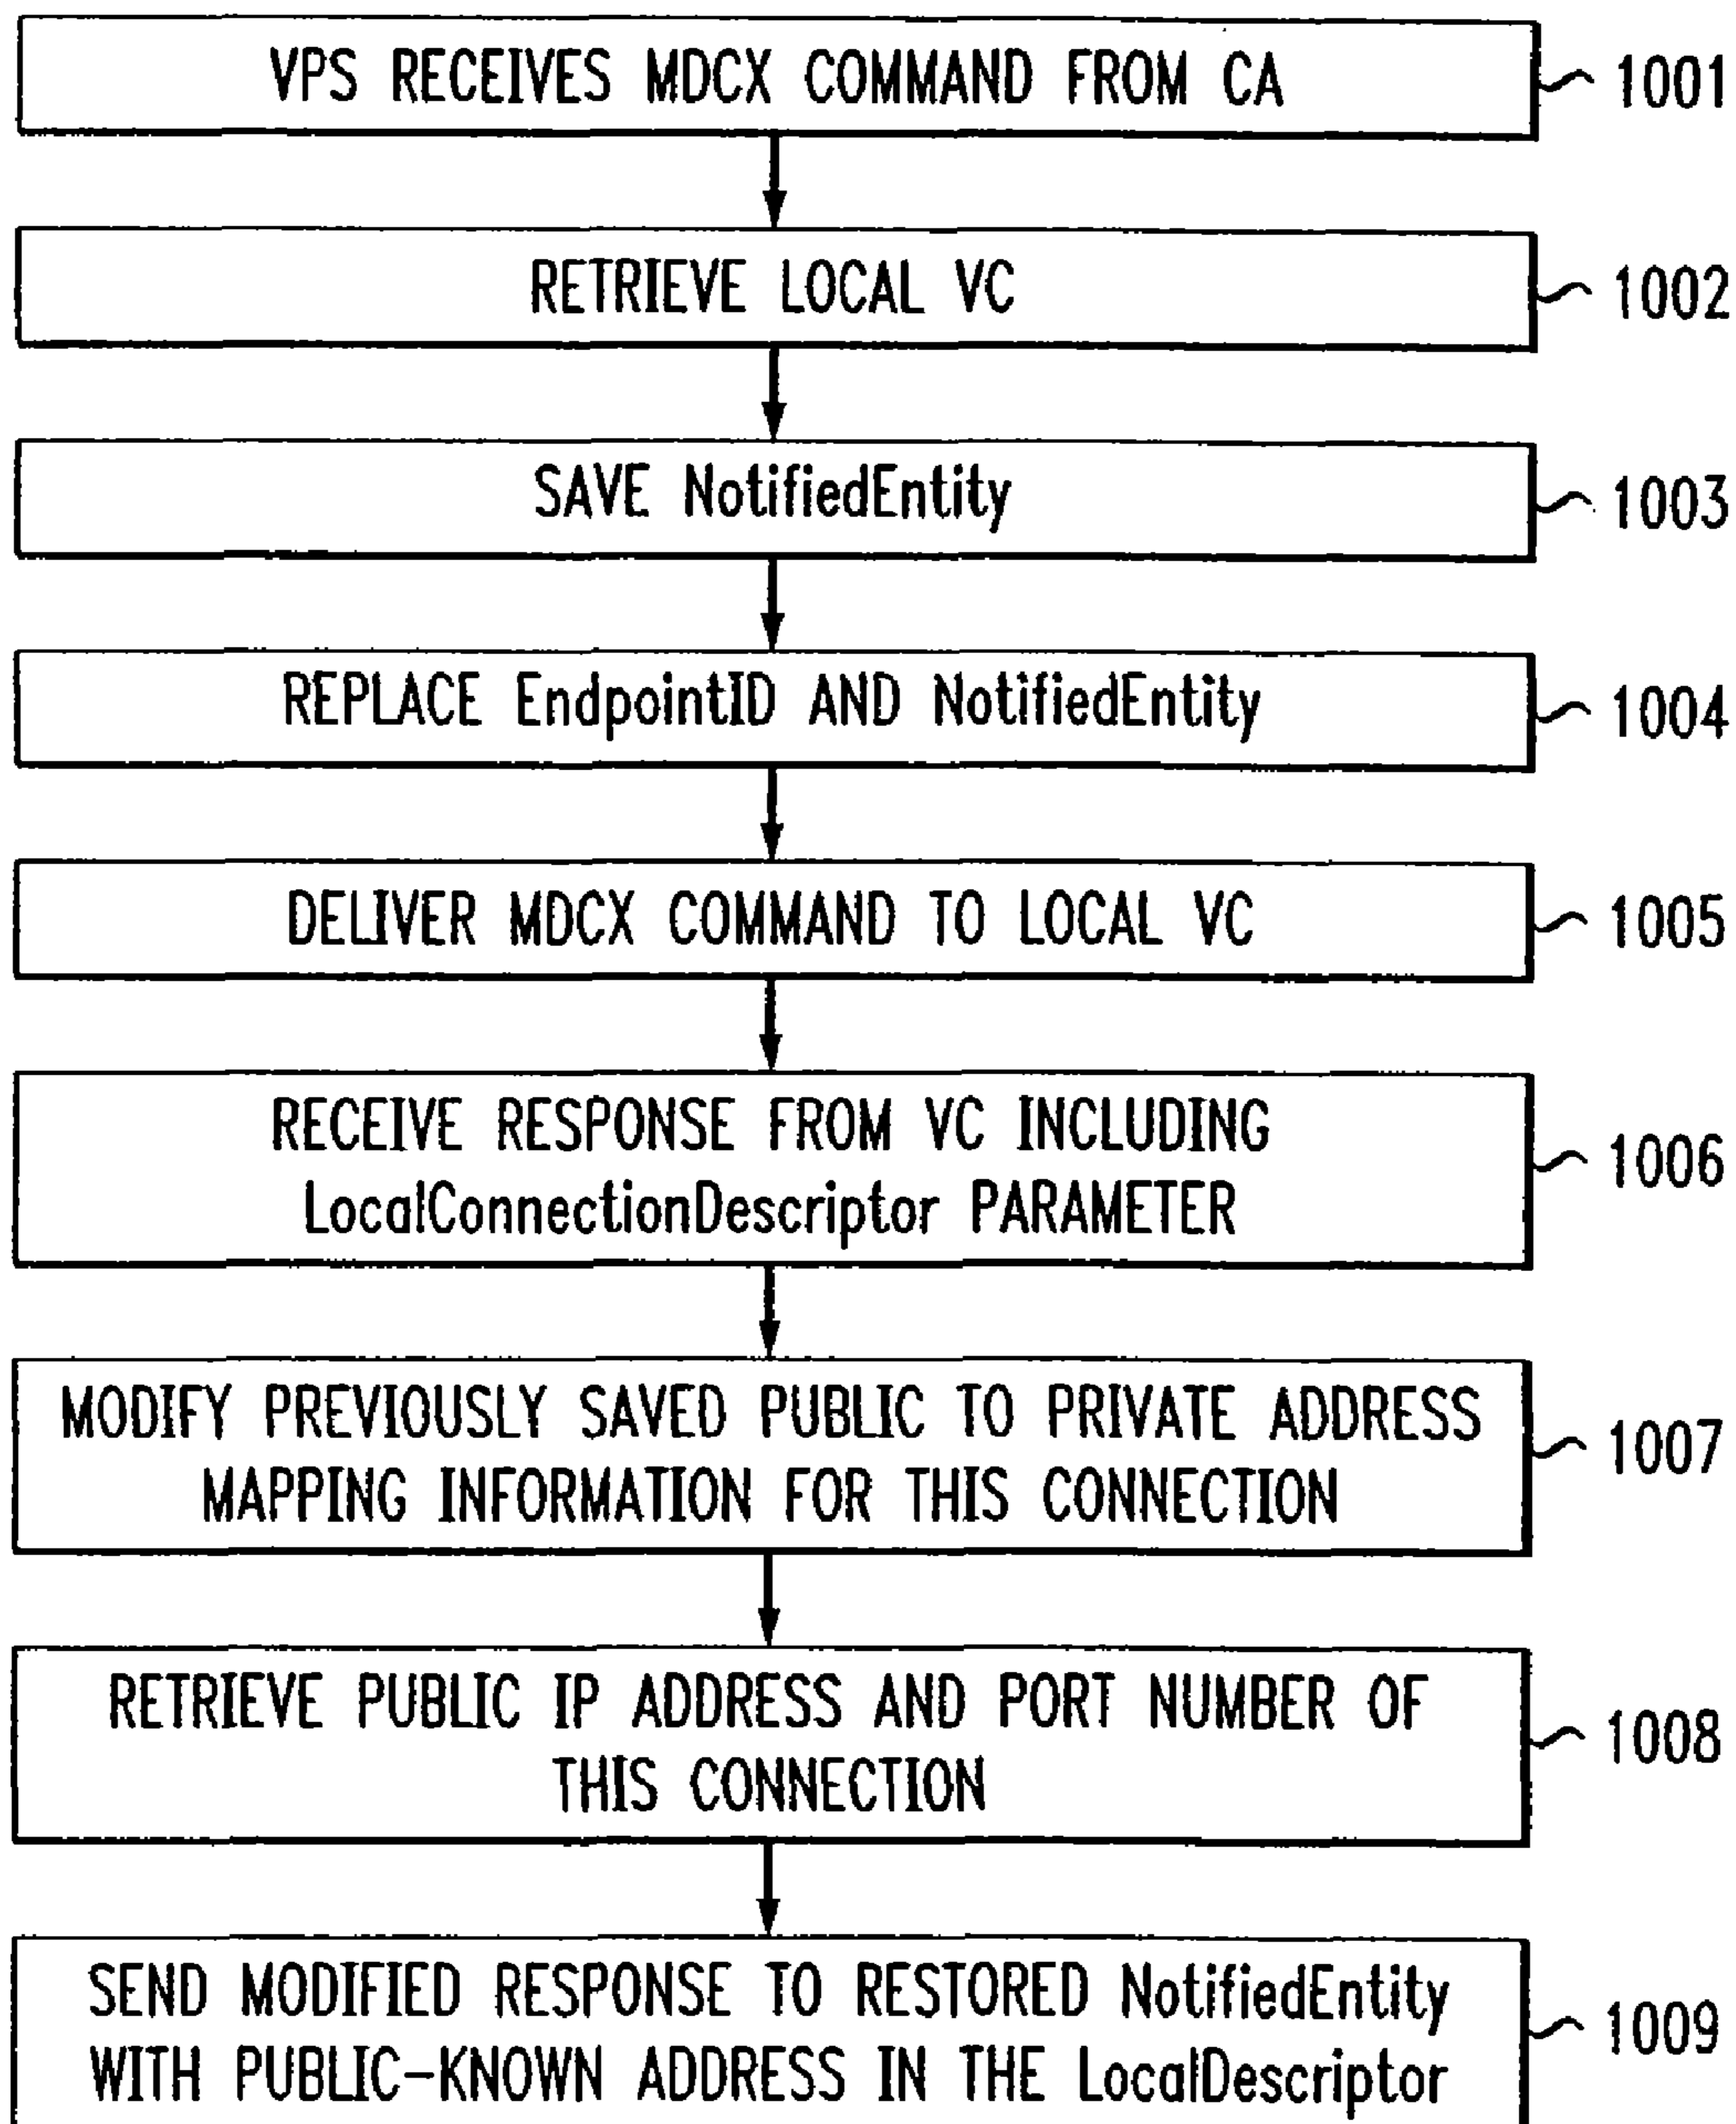 VPS RECEIVES MDCX COMMAND FROM CA
1001
RETRIEVE LOCAL VC
1002
SAVE NotifiedEntity
1003
REPLACE EndpointID AND NotifiedEntity
1004
DELIVER MDCX COMMAND TO LOCAL VC
1005
RECEIVE RESPONSE FROM VC INCLUDING
LocalConnectionDescriptor PARAMETER
1006
MODIFY PREVIOUSLY SAVED PUBLIC TO PRIVATE ADDRESS
MAPPING INFORMATION FOR THIS CONNECTION
1007
RETRIEVE PUBLIC IP ADDRESS AND PORT NUMBER OF
THIS CONNECTION
1008
SEND MODIFIED RESPONSE TO RESTORED NotifiedEntity
WITH PUBLIC-KNOWN ADDRESS IN THE LocalDescriptor
1009